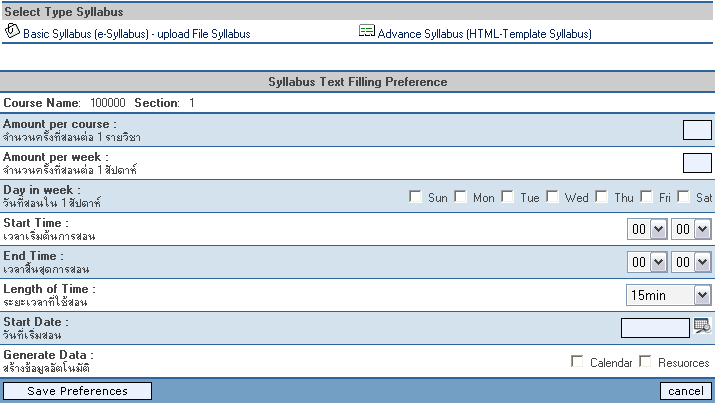 Select Type Syllabus
Basic Syllabus (e-Syllabus) - upload File Syllabus Advance Syllabus (HTML-Template Syllabus)
Syllabus Text Filling Preference
Course Name: 100000 Section: 1
Amount per course :
จำนวนครั้งที่สอนต่อ 1 รายวิชา
Amount per week :
จำนวนครั้งที่สอนต่อ 1 สัปดาห์
Day in week :
วันที่สอนใน 1 สัปดาห์
Sun Mon Tue Wed Thu Fri Sat
Start Time :
เวลาเริ่มต้นการสอน
00 00
End Time :
เวลาสิ้นสุดการสอน
00 00
Length of Time :
ระยะเวลาที่ใช้สอน
15min
Start Date :
วันที่เริ่มสอน
Generate Data :
สร้างข้อมูลอัตโนมัติ
Calendar Resuorces
Save Preferences cancel